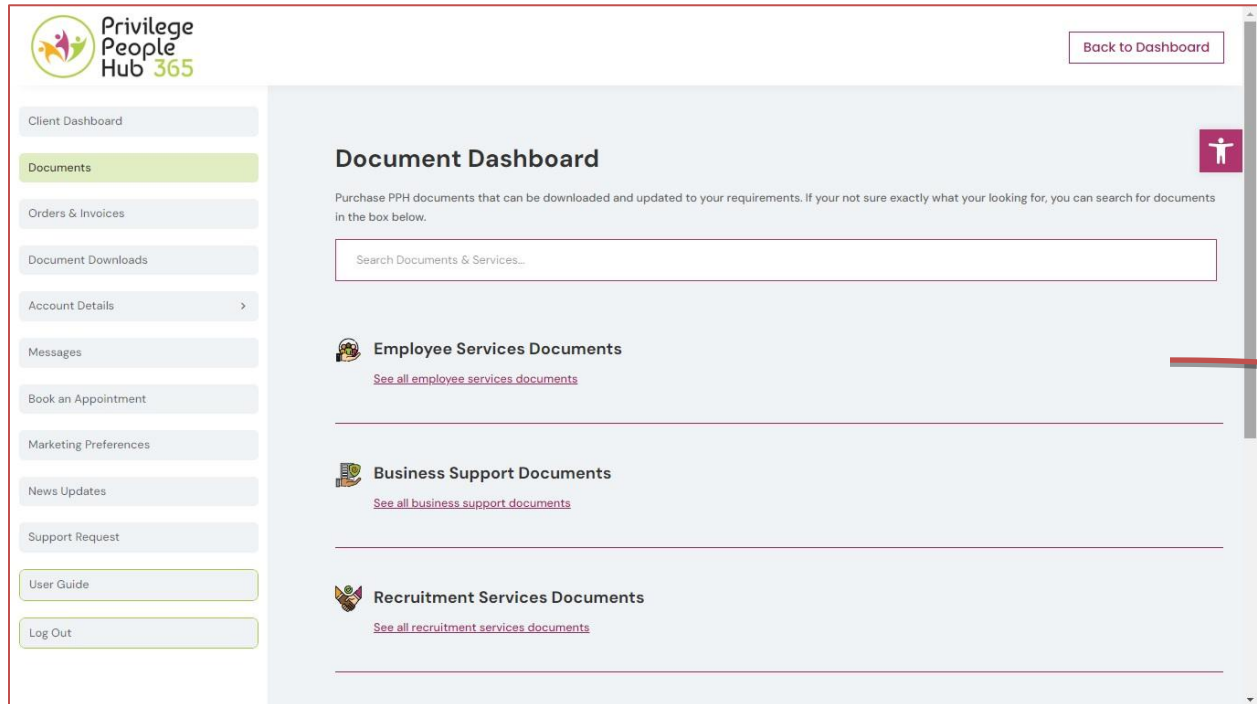 Privilege
People
Hub 365
Back to Dashboard
Client Dashboard
Documents
Orders & Invoices
Document Downloads
Account Details
Messages
Book an Appointment
Marketing Preferences
News Updates
Support Request
User Guide
Log Out
Document Dashboard
Purchase PPH documents that can be downloaded and updated to your requirements. If your not sure exactly what your looking for, you can search for documents
in the box below.
Search Documents & Services...
Employee Services Documents
See all employee services documents
Business Support Documents
See all business support documents
Recruitment Services Documents
See all recruitment services documents